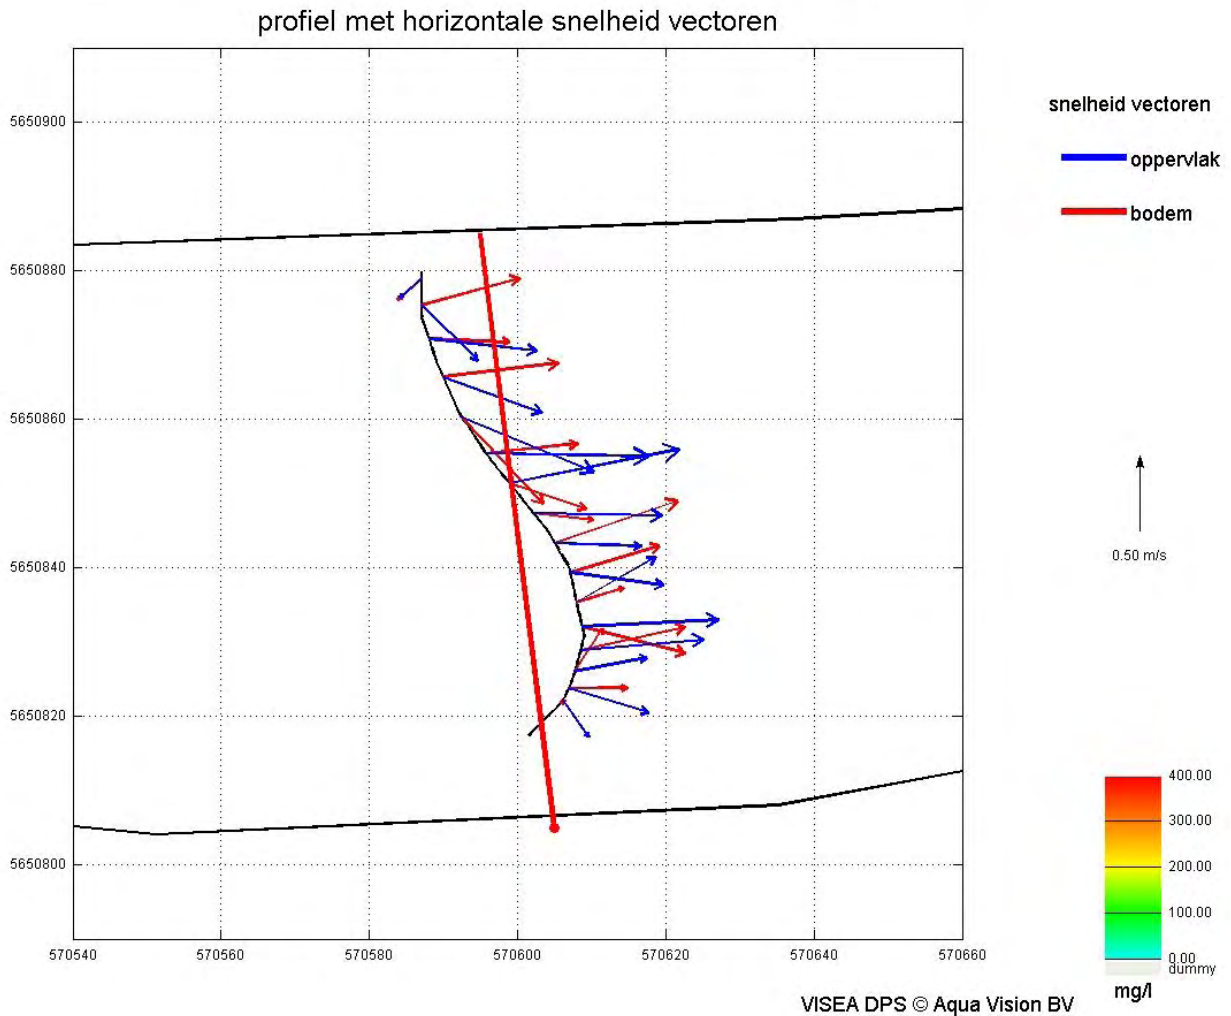 profiel met horizontale snelheid vectoren
snelheid vectoren
oppervlak
bodem
5650900
5650880
5650860
5650840
5650820
5650800
0.50 m/s
570540 570560 570580 570600 570620 570640 570660
400.00
300.00
200.00
100.00
0.00
dummy
mg/l
VISEA DPS © Aqua Vision BV